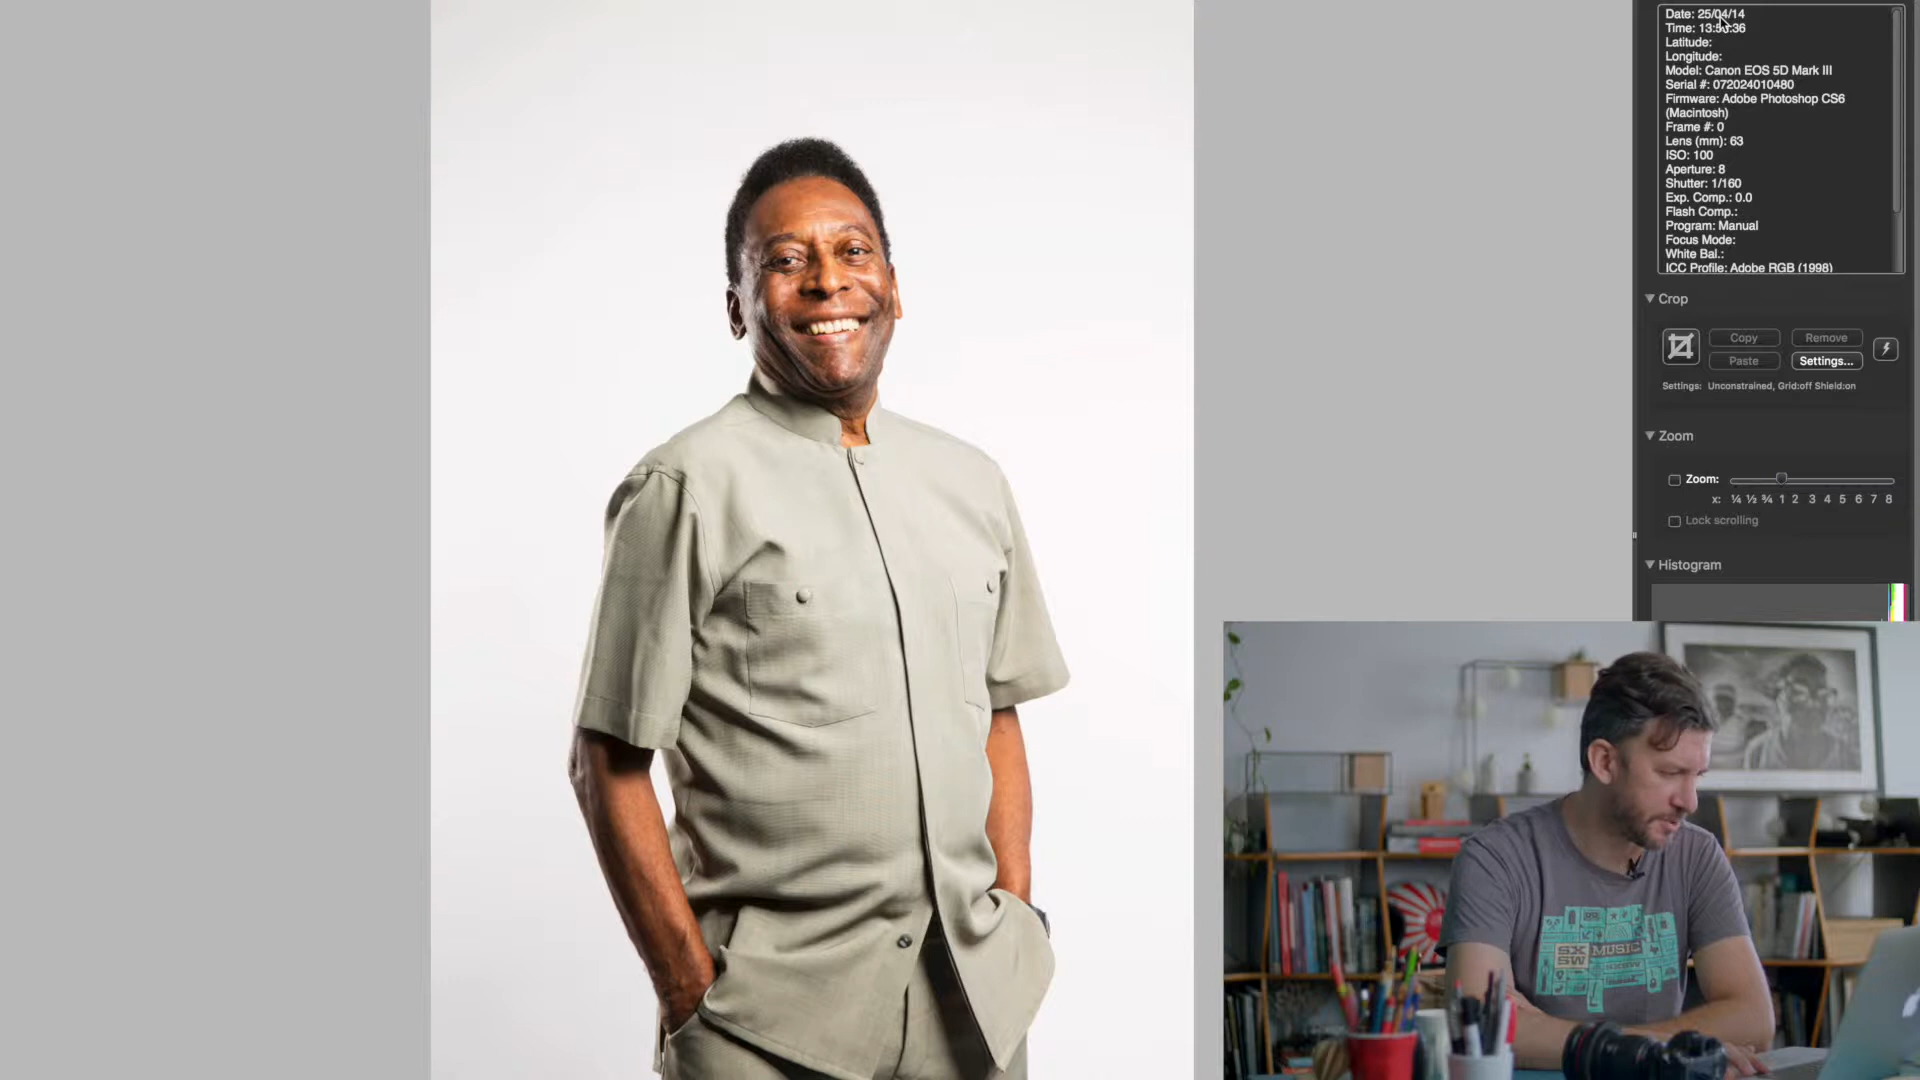 Date: 25/04/14
Latitude:
Longitude:
Model: Canon EOS 5D Mark III
Serial #: 072024010480
Firmware: Adobe Photoshop CS6
(Macintosh)
Frame #: 0
Lens (mm): 63
ISO: 100
Aperture: 8
Shutter: 1/160
Exp. Comp.: 0.0
Flash Comp.:
Program: Manual
Focus Mode:
White Bal.:
ICC Profile: Adobe RGB (1998)
Crop
Copy Remove
Paste Settings...
Settings: Unconstrained, Grid:off Shield:on
Zoom
Zoom:
x: ¼ ½ ¾ 1 2 3 4 5 6 7 8
Lock scrolling
Histogram
SX
SW
MUSIC
SXSW